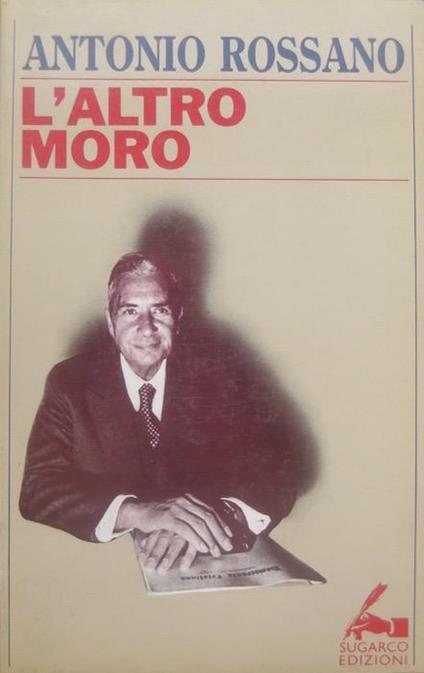 ANTONIO ROSSANO
L'ALTRO
MORO
SUGARCO
EDIZIONI